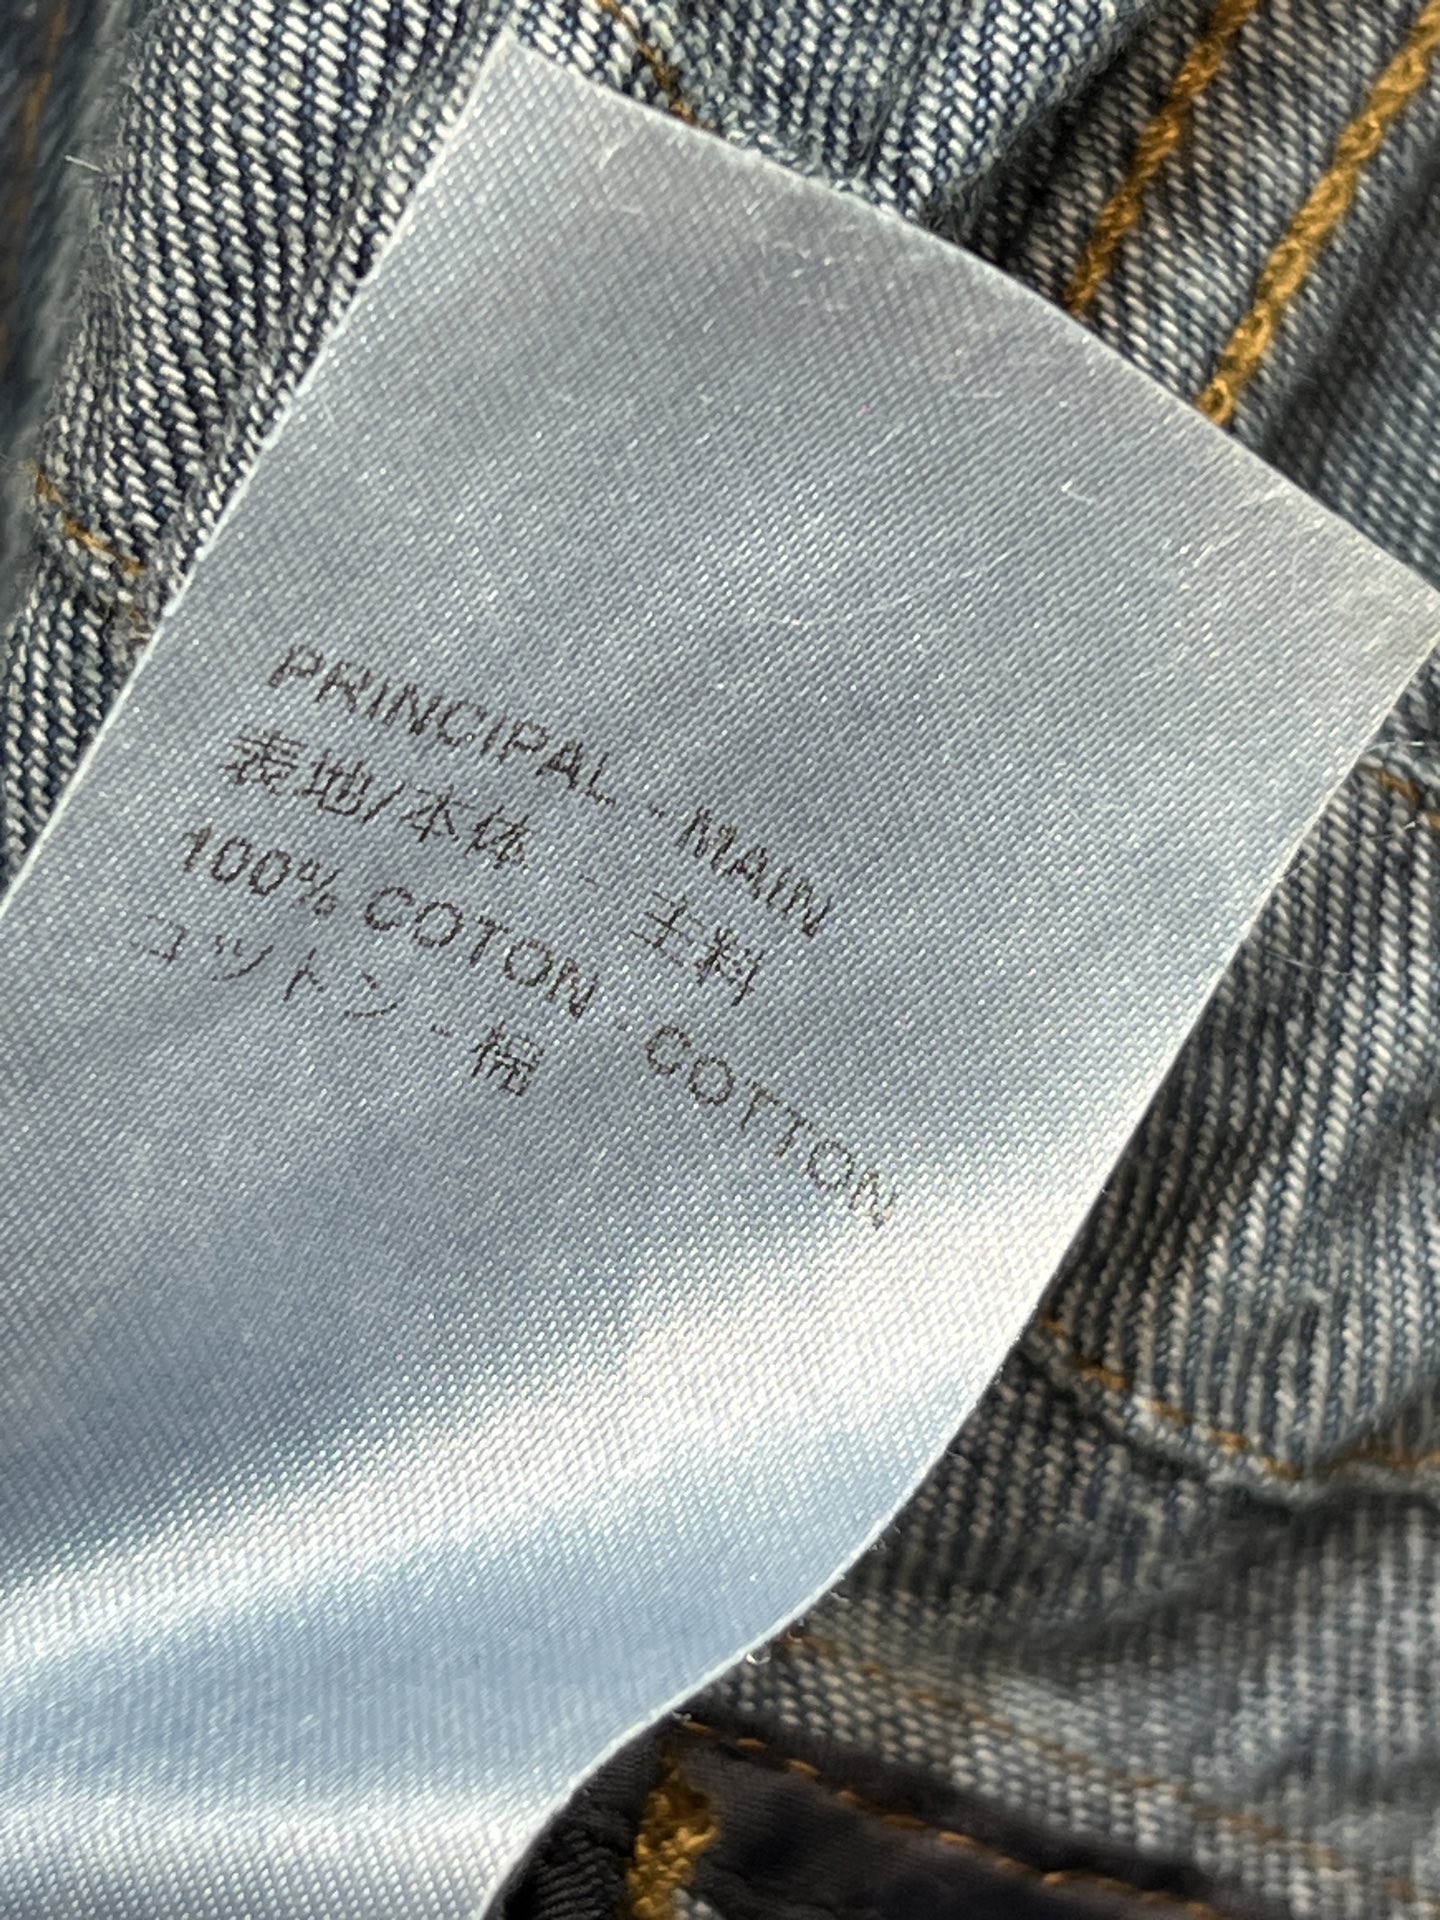 PRINCIPAL - MAIN
表地/本体 - 主料
100% COTON - COTTON
コットン - 棉